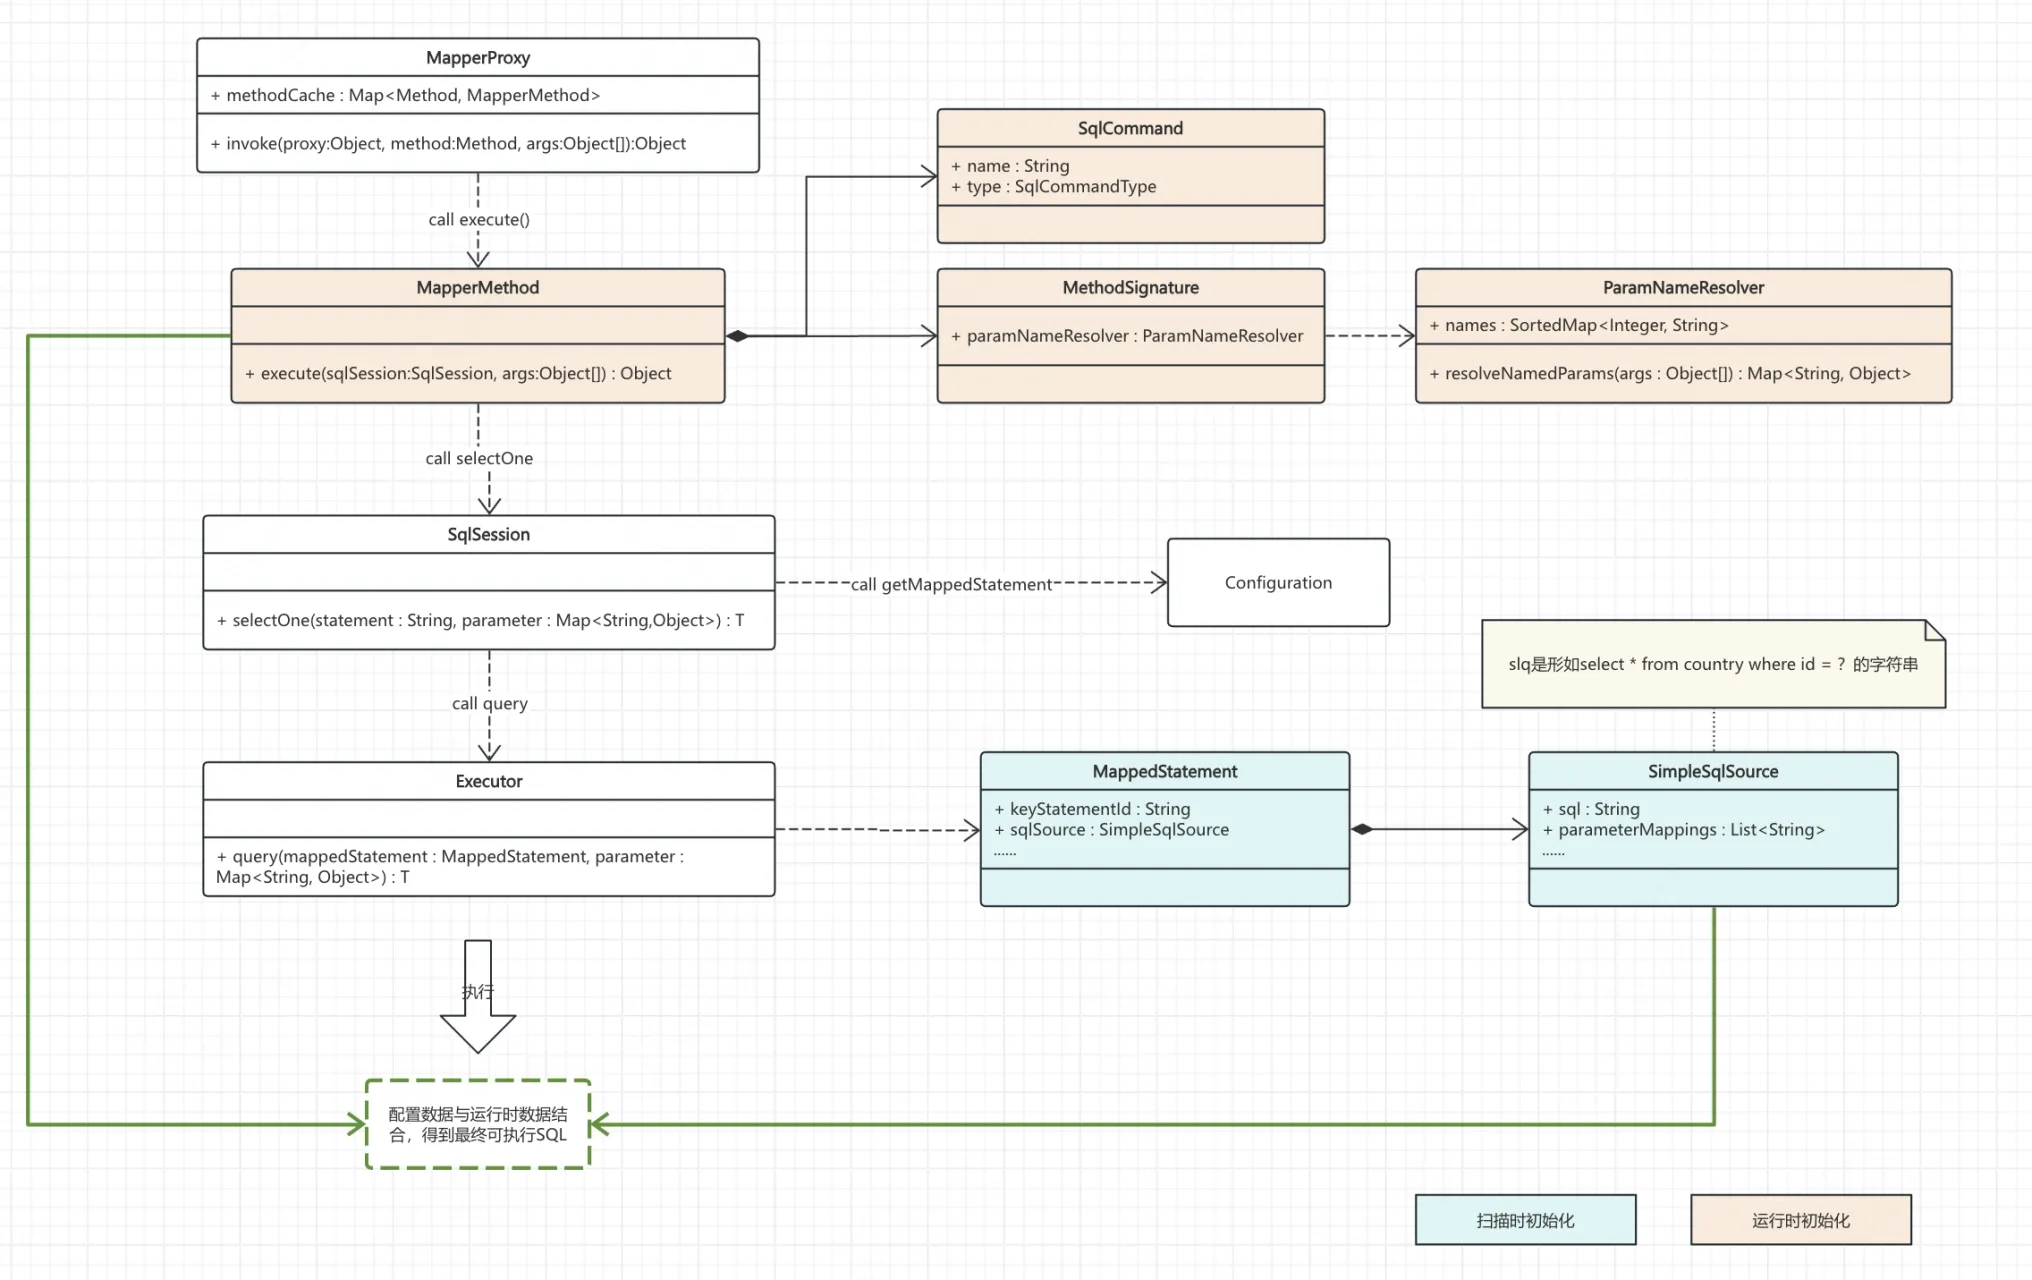 MapperProxy
+ methodCache : Map<Method, MapperMethod>
+ invoke(proxy:Object, method:Method, args:Object[]):Object
call execute()
SqlCommand
+ name : String
+ type : SqlCommandType
MapperMethod
+ execute(sqlSession:SqlSession, args:Object[]) : Object
MethodSignature
+ paramNameResolver : ParamNameResolver
ParamNameResolver
+ names : SortedMap<Integer, String>
+ resolveNamedParams(args : Object[]) : Map<String, Object>
call selectOne
SqlSession
+ selectOne(statement : String, parameter : Map<String,Object>) : T
call getMappedStatement
Configuration
slq是形如select * from country where id = ? 的字符串
call query
Executor
+ query(mappedStatement : MappedStatement, parameter :
Map<String, Object>) : T
MappedStatement
+ keyStatementId : String
+ sqlSource : SimpleSqlSource
......
SimpleSqlSource
+ sql : String
+ parameterMappings : List<String>
......
执行
配置数据与运行时数据结
合，得到最终可执行SQL
扫描时初始化
运行时初始化